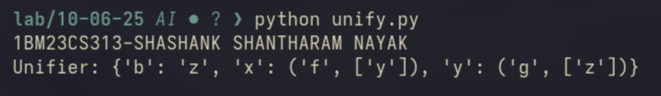 lab/10-06-25 AI ● ? ❯ python unify.py
1BM23CS313-SHASHANK SHANTHARAM NAYAK
Unifier: {'b': 'z', 'x': ('f', ['y']), 'y': ('g', ['z'])}